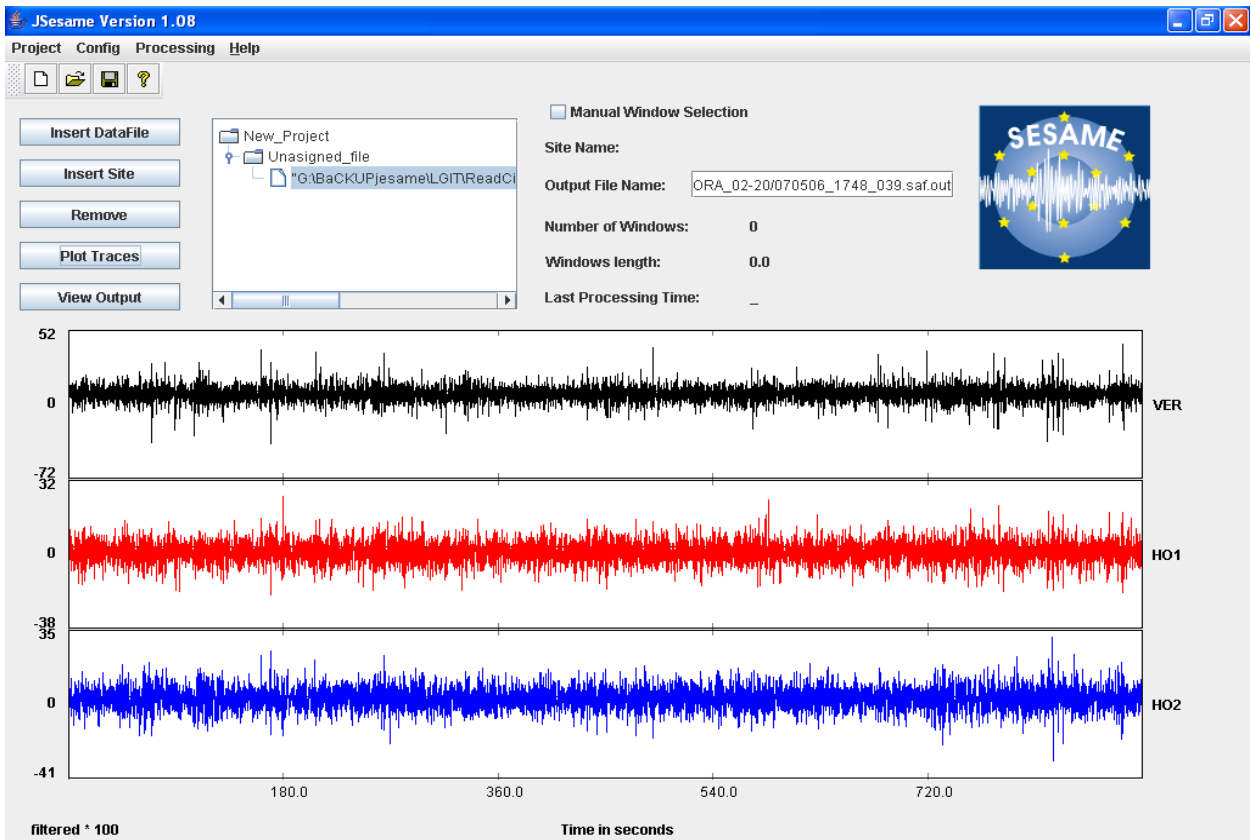 JSesame Version 1.08
Project Config Processing Help
Insert DataFile
Insert Site
Remove
Plot Traces
View Output
New_Project
Unasigned_file
"G:\BaCKUPjesame\LGIT\ReadCi
Manual Window Selection
Site Name:
Output File Name: ORA_02-20/070506_1748_039.saf.out
Number of Windows: 0
Windows length: 0.0
Last Processing Time: _
SESAME
52
0
-72
VER
32
0
-38
HO1
35
0
-41
HO2
180.0 360.0 540.0 720.0
filtered * 100 Time in seconds